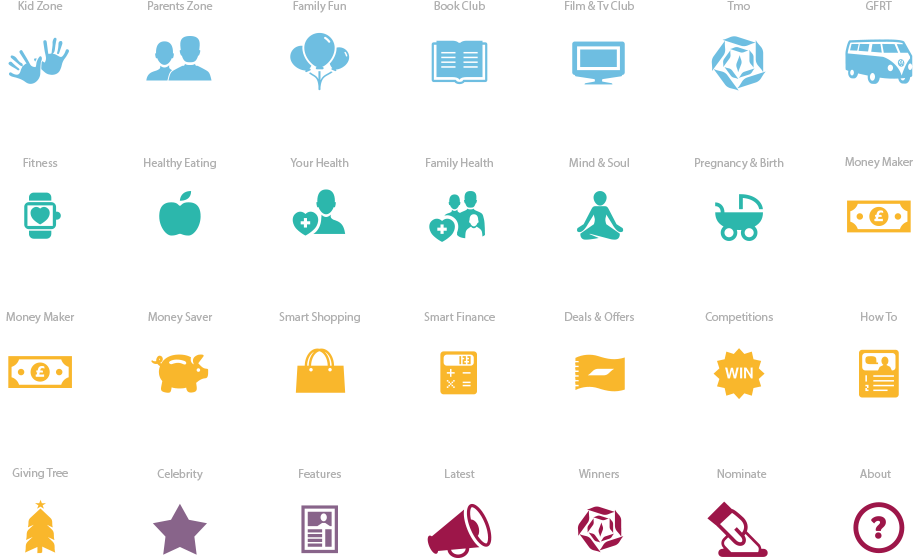 Kid Zone
Parents Zone
Family Fun
Book Club
Film & Tv Club
Tmo
GFRT
Fitness
Healthy Eating
Your Health
Family Health
Mind & Soul
Pregnancy & Birth
Money Maker
£
Money Maker
Money Saver
Smart Shopping
Smart Finance
Deals & Offers
Competitions
How To
£
123
WIN
1
2
Giving Tree
Celebrity
Features
Latest
Winners
Nominate
About
?